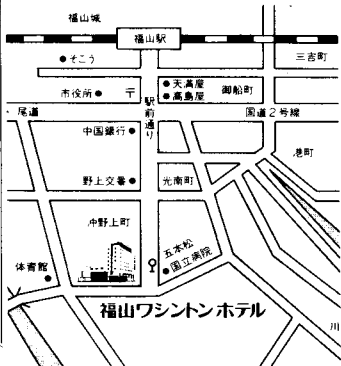 福山城
福山駅
三吉町
そごう
天満屋
高島屋
御船町
市役所
〒
尾道
駅前通り
国道2号線
中国銀行
港町
野上交番
光南町
沖野上町
五本松
国立病院
体育館
福山ワシントンホテル
川